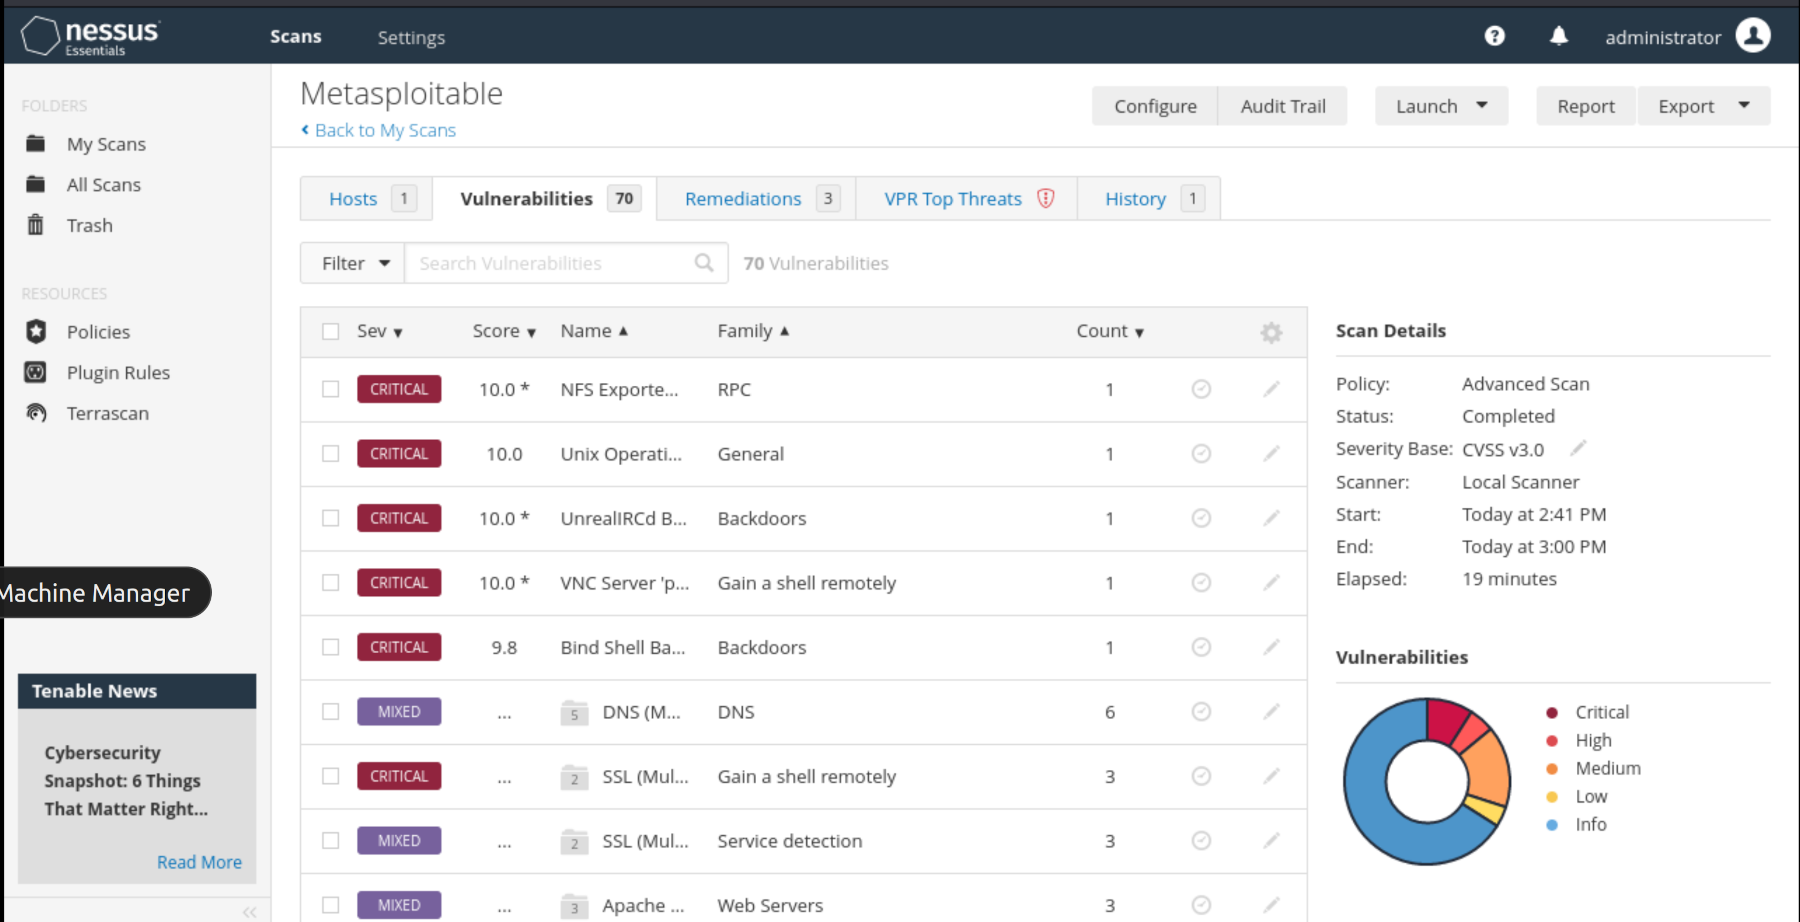 nessus
Essentials
Scans
Settings
administrator
FOLDERS
My Scans
All Scans
Trash
RESOURCES
Policies
Plugin Rules
Terrascan
Machine Manager
Tenable News
Cybersecurity
Snapshot: 6 Things
That Matter Right...
Read More
Metasploitable
Back to My Scans
Configure
Audit Trail
Launch
Report
Export
Hosts 1
Vulnerabilities 70
Remediations 3
VPR Top Threats
History 1
Filter
Search Vulnerabilities
70 Vulnerabilities
Sev Score Name Family Count
CRITICAL 10.0 * NFS Exporte... RPC 1
CRITICAL 10.0 Unix Operati... General 1
CRITICAL 10.0 * UnrealIRCd B... Backdoors 1
CRITICAL 10.0 * VNC Server 'p... Gain a shell remotely 1
CRITICAL 9.8 Bind Shell Ba... Backdoors 1
MIXED ... 5 DNS (M... DNS 6
CRITICAL ... 2 SSL (Mul... Gain a shell remotely 3
MIXED ... 2 SSL (Mul... Service detection 3
MIXED ... 3 Apache ... Web Servers 3
Scan Details
Policy: Advanced Scan
Status: Completed
Severity Base: CVSS v3.0
Scanner: Local Scanner
Start: Today at 2:41 PM
End: Today at 3:00 PM
Elapsed: 19 minutes
Vulnerabilities
Critical
High
Medium
Low
Info